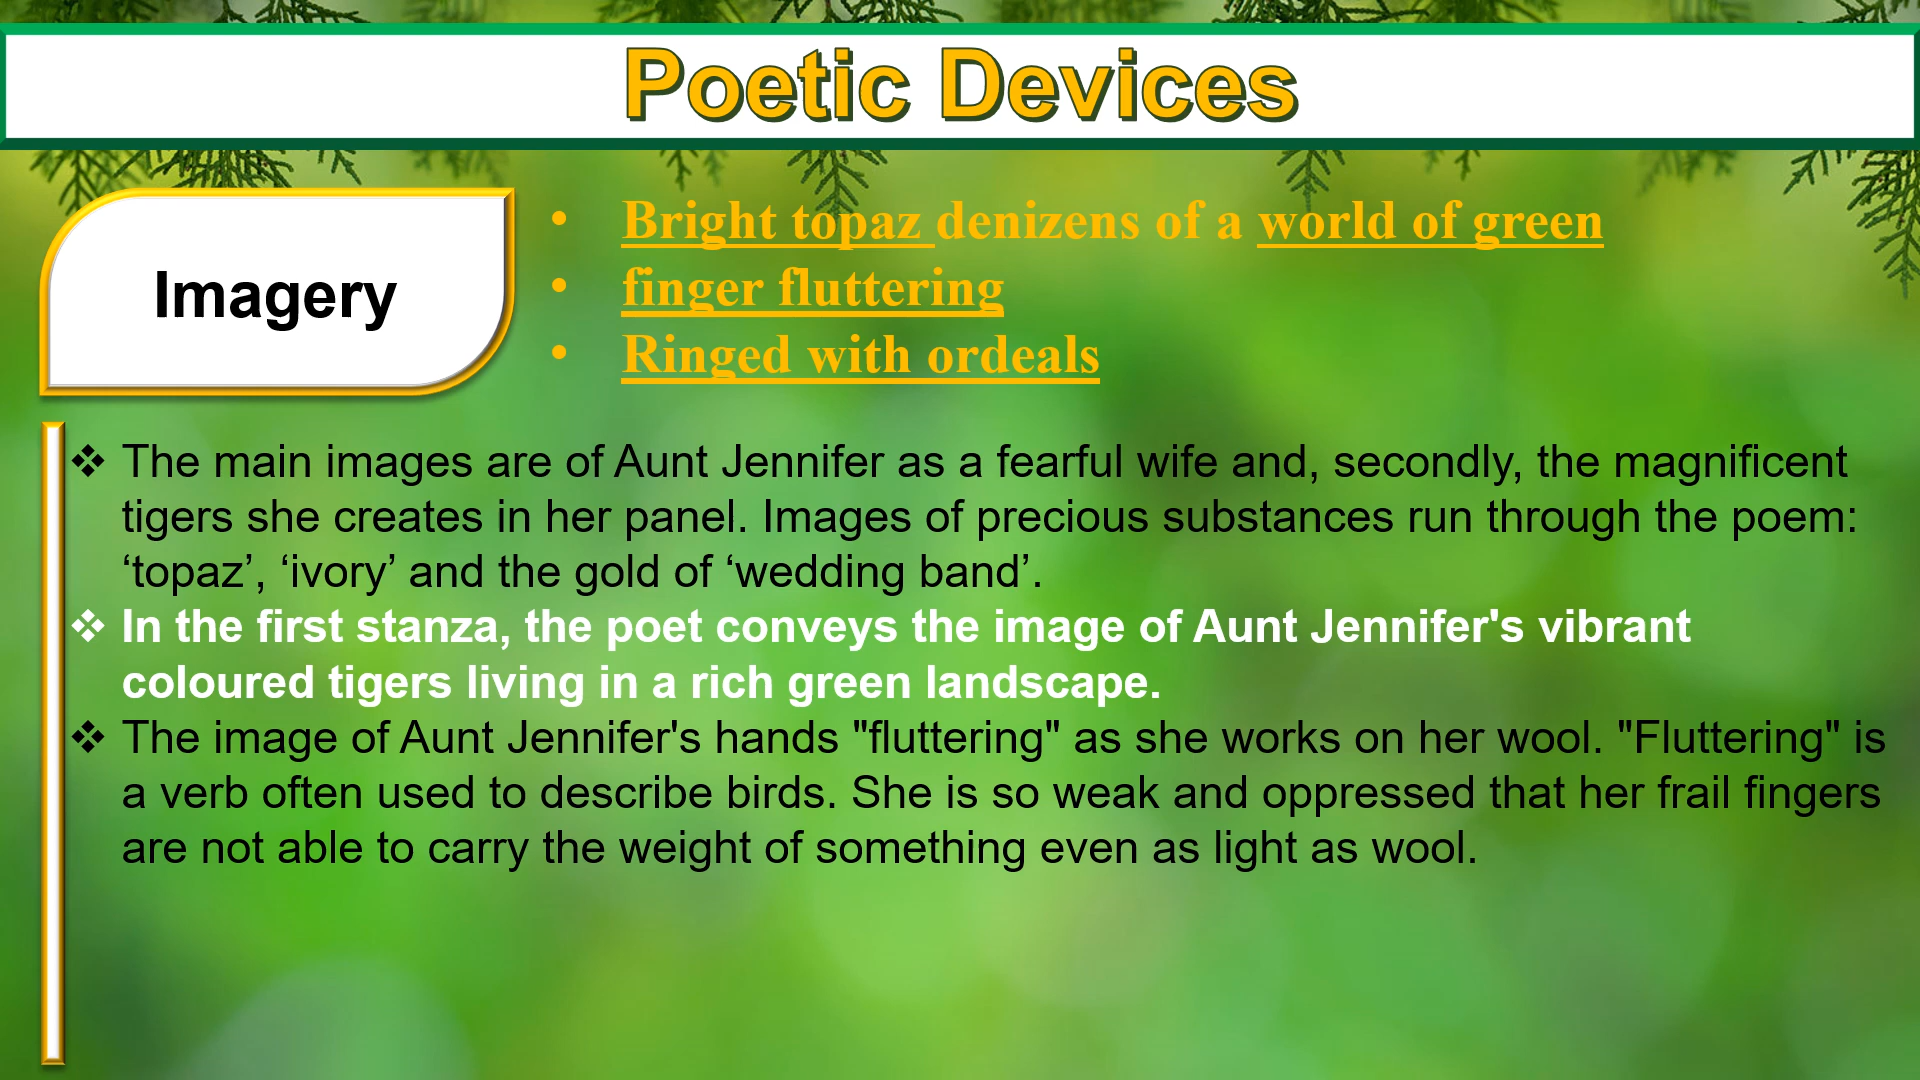 Poetic Devices
Imagery
• Bright topaz denizens of a world of green
• finger fluttering
• Ringed with ordeals
❖ The main images are of Aunt Jennifer as a fearful wife and, secondly, the magnificent
tigers she creates in her panel. Images of precious substances run through the poem:
‘topaz’, ‘ivory’ and the gold of ‘wedding band’.
❖ In the first stanza, the poet conveys the image of Aunt Jennifer's vibrant
coloured tigers living in a rich green landscape.
❖ The image of Aunt Jennifer's hands "fluttering" as she works on her wool. "Fluttering" is
a verb often used to describe birds. She is so weak and oppressed that her frail fingers
are not able to carry the weight of something even as light as wool.